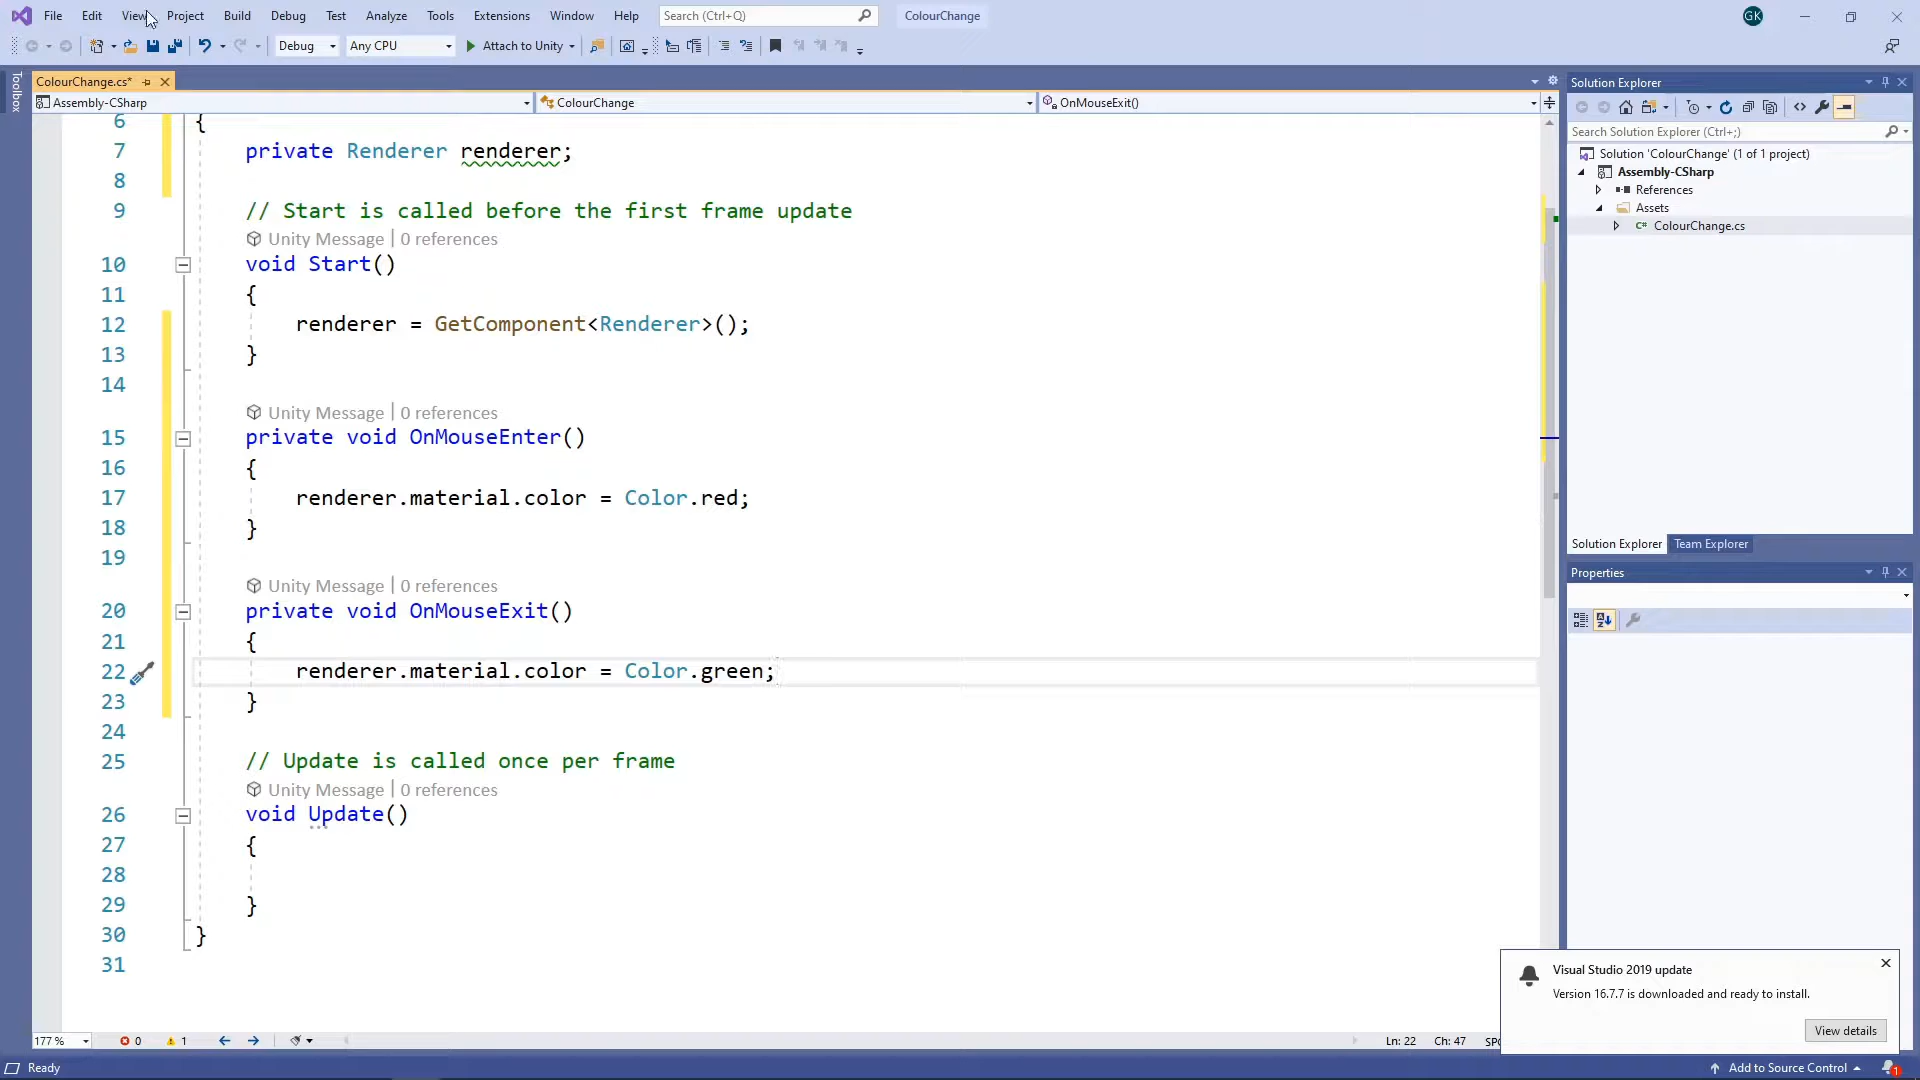 File Edit View Project Build Debug Test Analyze Tools Extensions Window Help Search (Ctrl+Q) ColourChange GK
Debug Any CPU Attach to Unity
Toolbox
ColourChange.cs*
Assembly-CSharp ColourChange OnMouseExit()
6 {
7 private Renderer renderer;
8
9 // Start is called before the first frame update
Unity Message | 0 references
10 void Start()
11 {
12 renderer = GetComponent<Renderer>();
13 }
14
Unity Message | 0 references
15 private void OnMouseEnter()
16 {
17 renderer.material.color = Color.red;
18 }
19
Unity Message | 0 references
20 private void OnMouseExit()
21 {
22 renderer.material.color = Color.green;
23 }
24
25 // Update is called once per frame
Unity Message | 0 references
26 void Update()
27 {
28
29 }
30 }
31
177 % 0 1 Ln: 22 Ch: 47 SPC
Solution Explorer
Search Solution Explorer (Ctrl+;)
Solution 'ColourChange' (1 of 1 project)
Assembly-CSharp
References
Assets
C# ColourChange.cs
Solution Explorer Team Explorer
Properties
Visual Studio 2019 update
Version 16.7.7 is downloaded and ready to install.
View details
Ready Add to Source Control 1